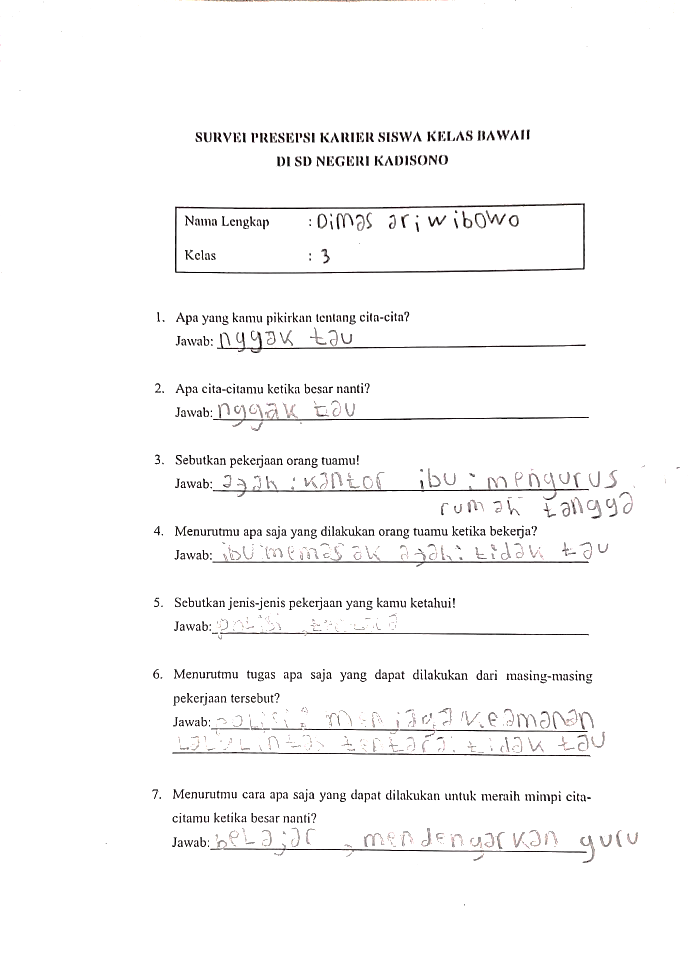 SURVEI PRESEPSI KARIER SISWA KELAS BAWAH
DI SD NEGERI KADISONO
Nama Lengkap : Dimas ariwibowo
Kelas : 3
1. Apa yang kamu pikirkan tentang cita-cita?
Jawab: nggak tau
2. Apa cita-citamu ketika besar nanti?
Jawab: nggak tau
3. Sebutkan pekerjaan orang tuamu!
Jawab: ayah : kantor ibu : mengurus
rumah tangga
4. Menurutmu apa saja yang dilakukan orang tuamu ketika bekerja?
Jawab: ibu : memasak ayah : tidak tau
5. Sebutkan jenis-jenis pekerjaan yang kamu ketahui!
Jawab: polisi ,
6. Menurutmu tugas apa saja yang dapat dilakukan dari masing-masing
pekerjaan tersebut?
Jawab: polisi : menjaga keamanan
lalulintas tentara : tidak tau
7. Menurutmu cara apa saja yang dapat dilakukan untuk meraih mimpi cita-
citamu ketika besar nanti?
Jawab: belajar , mendengarkan guru